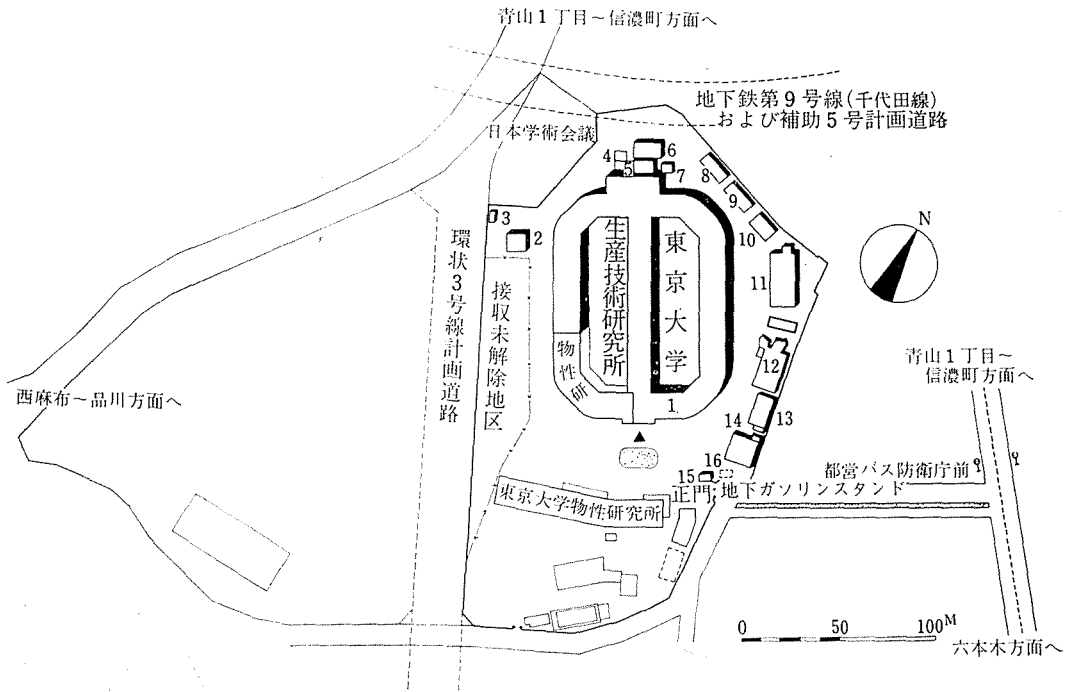 青山1丁目～信濃町方面へ
地下鉄第9号線(千代田線)
および補助5号計画道路
日本学術会議
4
5
6
7
8
9
10
11
12
13
14
15
16
3
2
1
N
環状3号線計画道路
接収未解除地区
生産技術研究所
東京大学
物性研
西麻布～品川方面へ
青山1丁目～
信濃町方面へ
都営バス防衛庁前
正門
地下ガソリンスタンド
東京大学物性研究所
0 50 100M
六本木方面へ